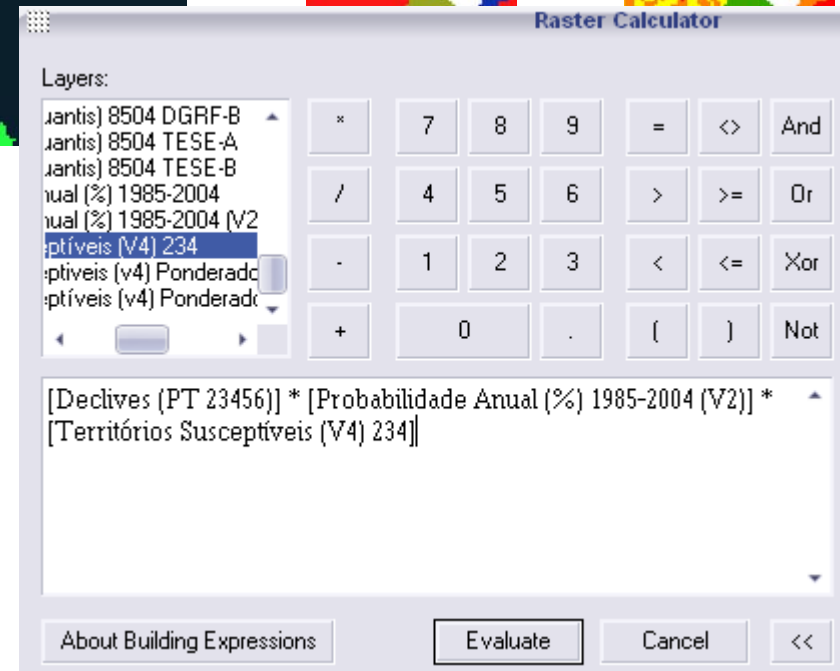 Raster Calculator
Layers:
uantis) 8504 DGRF-B
uantis) 8504 TESE-A
uantis) 8504 TESE-B
nual (%) 1985-2004
nual (%) 1985-2004 (V2
eptíveis (V4) 234
eptiveis (v4) Ponderado
eptíveis (v4) Ponderado
* 7 8 9 = <> And
/ 4 5 6 > >= Or
- 1 2 3 < <= Xor
+ 0 . ( ) Not
[Declives (PT 23456)] * [Probabilidade Anual (%) 1985-2004 (V2)] *
[Territórios Susceptíveis (V4) 234]
About Building Expressions Evaluate Cancel <<